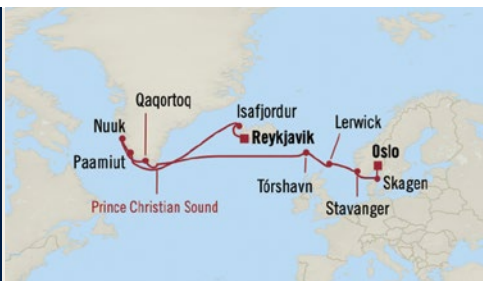 Qaqortoq
Nuuk
Isafjordur
Reykjavik
Lerwick
Paamiut
Oslo
Tórshavn
Skagen
Prince Christian Sound
Stavanger